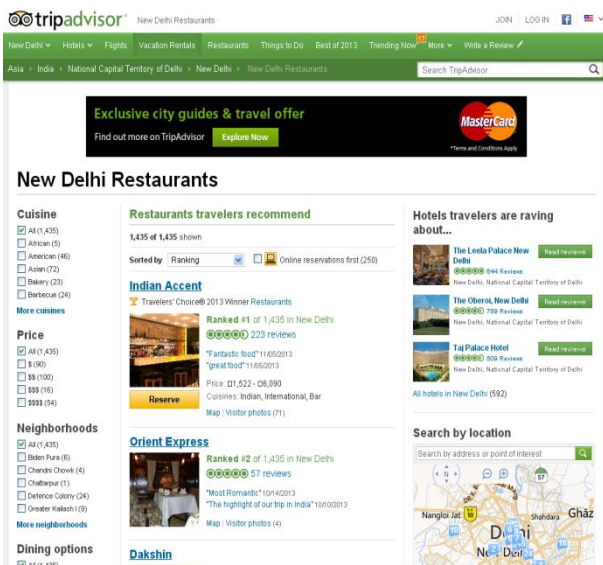 tripadvisor® New Delhi Restaurants
JOIN LOG IN
New Delhi Hotels Flights Vacation Rentals Restaurants Things to Do Best of 2013 Trending Now 17 More Write a Review
Asia India National Capital Territory of Delhi New Delhi New Delhi Restaurants
Search TripAdvisor
Exclusive city guides & travel offer
Find out more on TripAdvisor Explore Now
MasterCard
*Terms and Conditions Apply
New Delhi Restaurants
Cuisine
All (1,435)
African (5)
American (46)
Asian (72)
Bakery (23)
Barbecue (24)
More cuisines
Price
All (1,435)
$ (90)
$$ (100)
$$$ (16)
$$$$ (54)
Neighborhoods
All (1,435)
Biden Pura (6)
Chandni Chowk (4)
Chattarpur (1)
Defence Colony (24)
Greater Kailash I (9)
More neighborhoods
Dining options
All (1,435)
Restaurants travelers recommend
1,435 of 1,435 shown
Sorted by Ranking Online reservations first (250)
Indian Accent
Travelers' Choice® 2013 Winner Restaurants
Ranked #1 of 1,435 in New Delhi
223 reviews
"Fantastic food" 11/05/2013
"great food" 11/05/2013
Price: □1,522 - □6,090
Cuisines: Indian, International, Bar
Reserve
Map | Visitor photos (71)
Orient Express
Ranked #2 of 1,435 in New Delhi
57 reviews
"Most Romantic" 10/14/2013
"The highlight of our trip in India" 10/10/2013
Map | Visitor photos (4)
Dakshin
Hotels travelers are raving
about...
The Leela Palace New
Delhi
Read reviews
644 Reviews
New Delhi, National Capital Territory of Delhi
The Oberoi, New Delhi
Read reviews
789 Reviews
New Delhi, National Capital Territory of Delhi
Taj Palace Hotel
Read reviews
909 Reviews
New Delhi, National Capital Territory of Delhi
All hotels in New Delhi (592)
Search by location
Search by address or point of interest
N
57
Nangloi Jat 10
Shahdara Gház
New Delhi